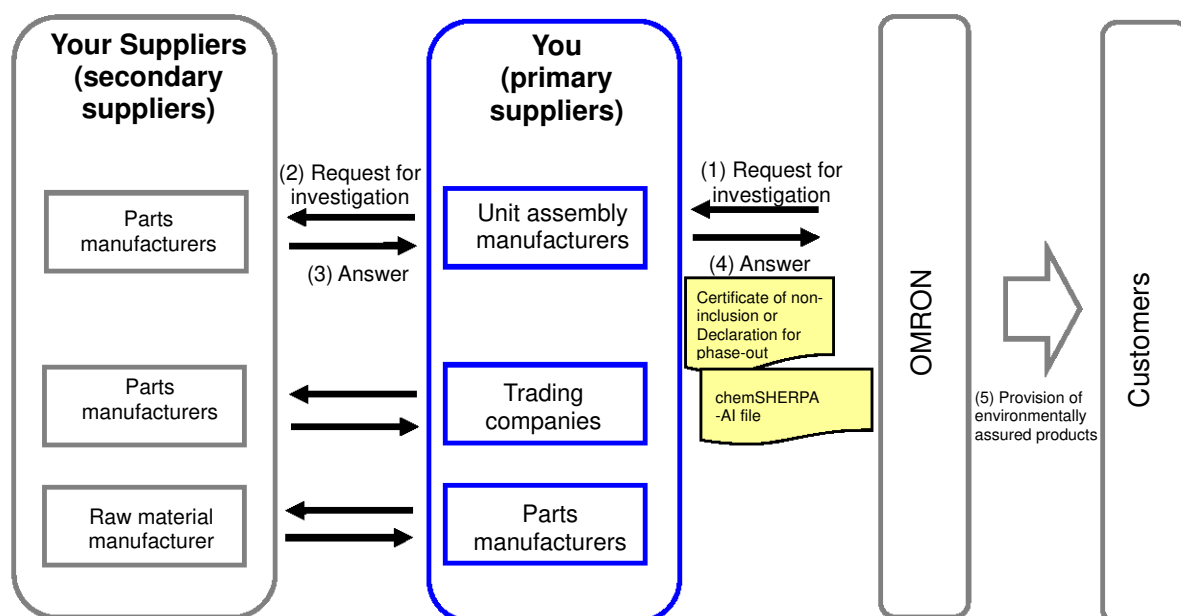 Your Suppliers
(secondary
suppliers)
You
(primary
suppliers)
(2) Request for
investigation
(1) Request for
investigation
Parts
manufacturers
Unit assembly
manufacturers
(3) Answer
(4) Answer
Certificate of non-
inclusion or
Declaration for
phase-out
chemSHERPA
-AI file
Parts
manufacturers
Trading
companies
Raw material
manufacturer
Parts
manufacturers
OMRON
(5) Provision of
environmentally
assured products
Customers